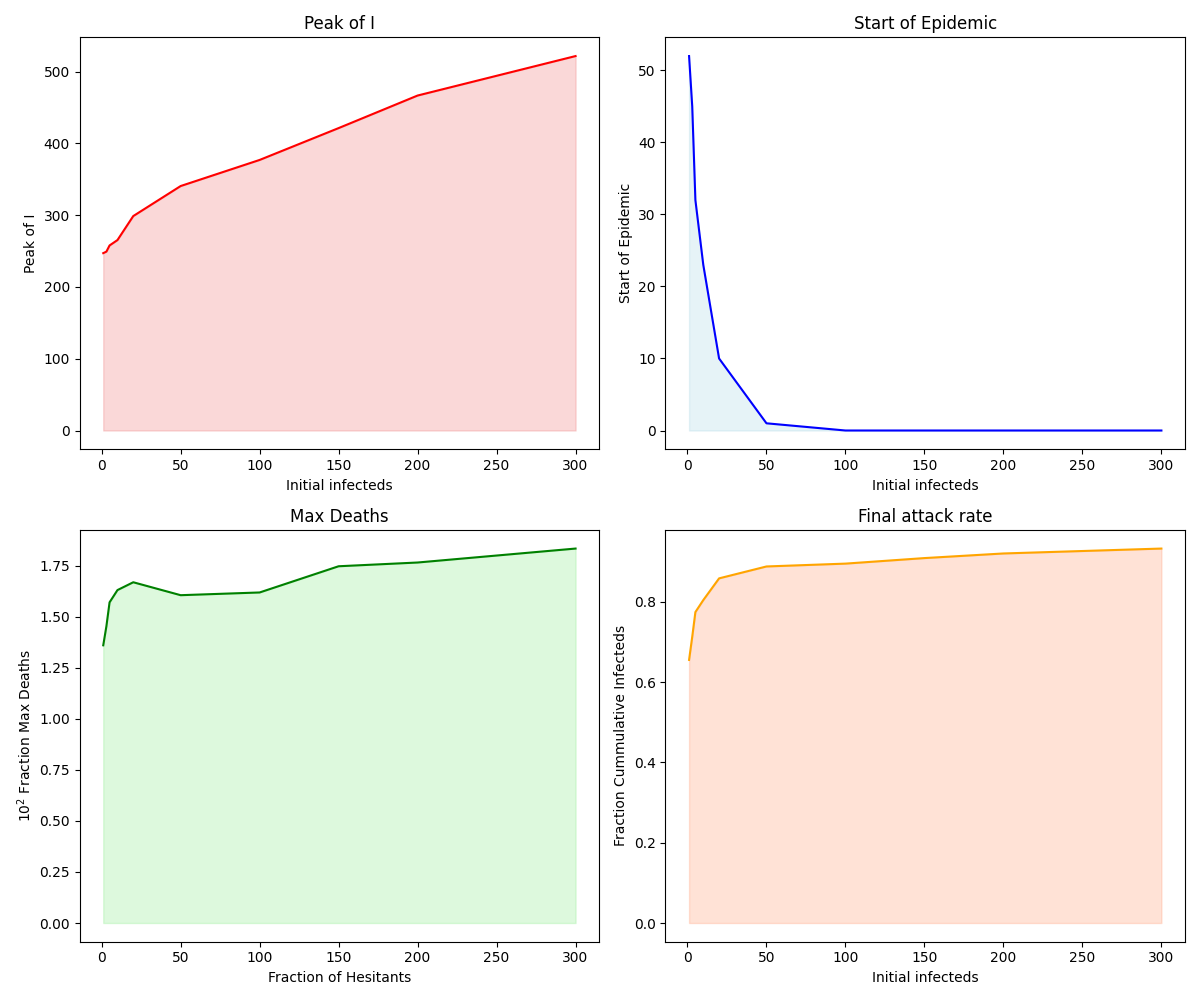 Peak of I
Peak of I
500
400
300
200
100
0
0 50 100 150 200 250 300
Initial infecteds
Start of Epidemic
Start of Epidemic
50
40
30
20
10
0
0 50 100 150 200 250 300
Initial infecteds
Max Deaths
10² Fraction Max Deaths
1.75
1.50
1.25
1.00
0.75
0.50
0.25
0.00
0 50 100 150 200 250 300
Fraction of Hesitants
Final attack rate
Fraction Cummulative Infecteds
0.8
0.6
0.4
0.2
0.0
0 50 100 150 200 250 300
Initial infecteds